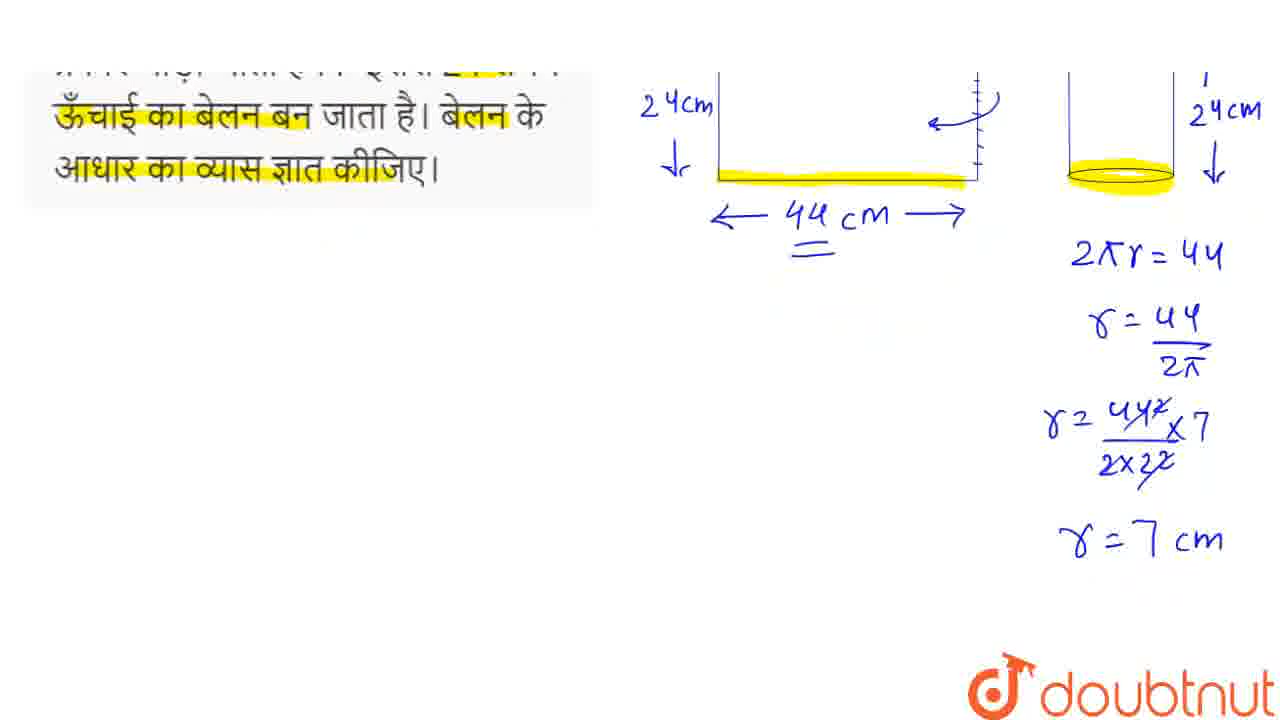 ऊँचाई का बेलन बन जाता है। बेलन के
आधार का व्यास ज्ञात कीजिए।
24cm
44 cm
24cm
2πr = 44
r = 44
2π
r = 44 2 × 7
2×22
r = 7 cm
doubtnut